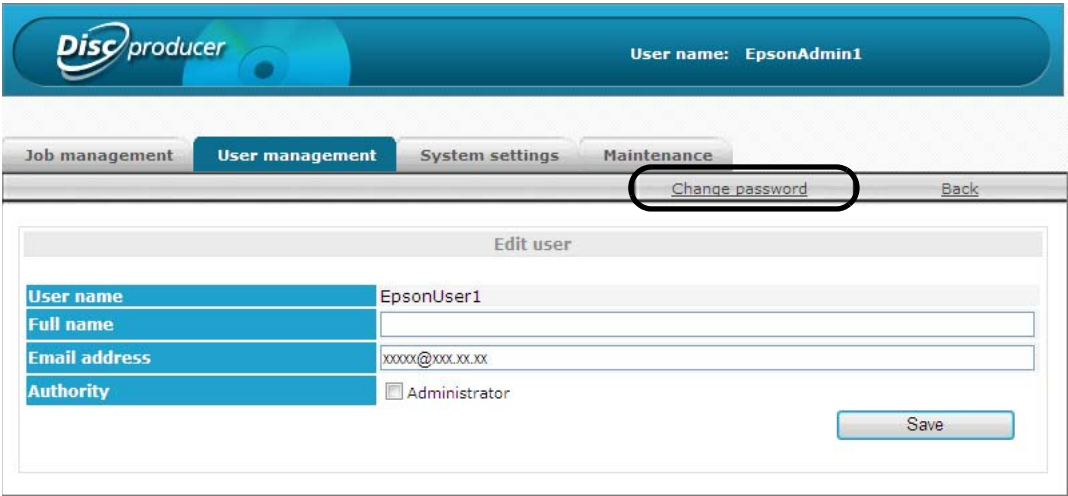 Disc producer
User name: EpsonAdmin1
Job management User management System settings Maintenance
Change password Back
Edit user
User name EpsonUser1
Full name
Email address xxxxx@xxx.xx.xx
Authority Administrator
Save